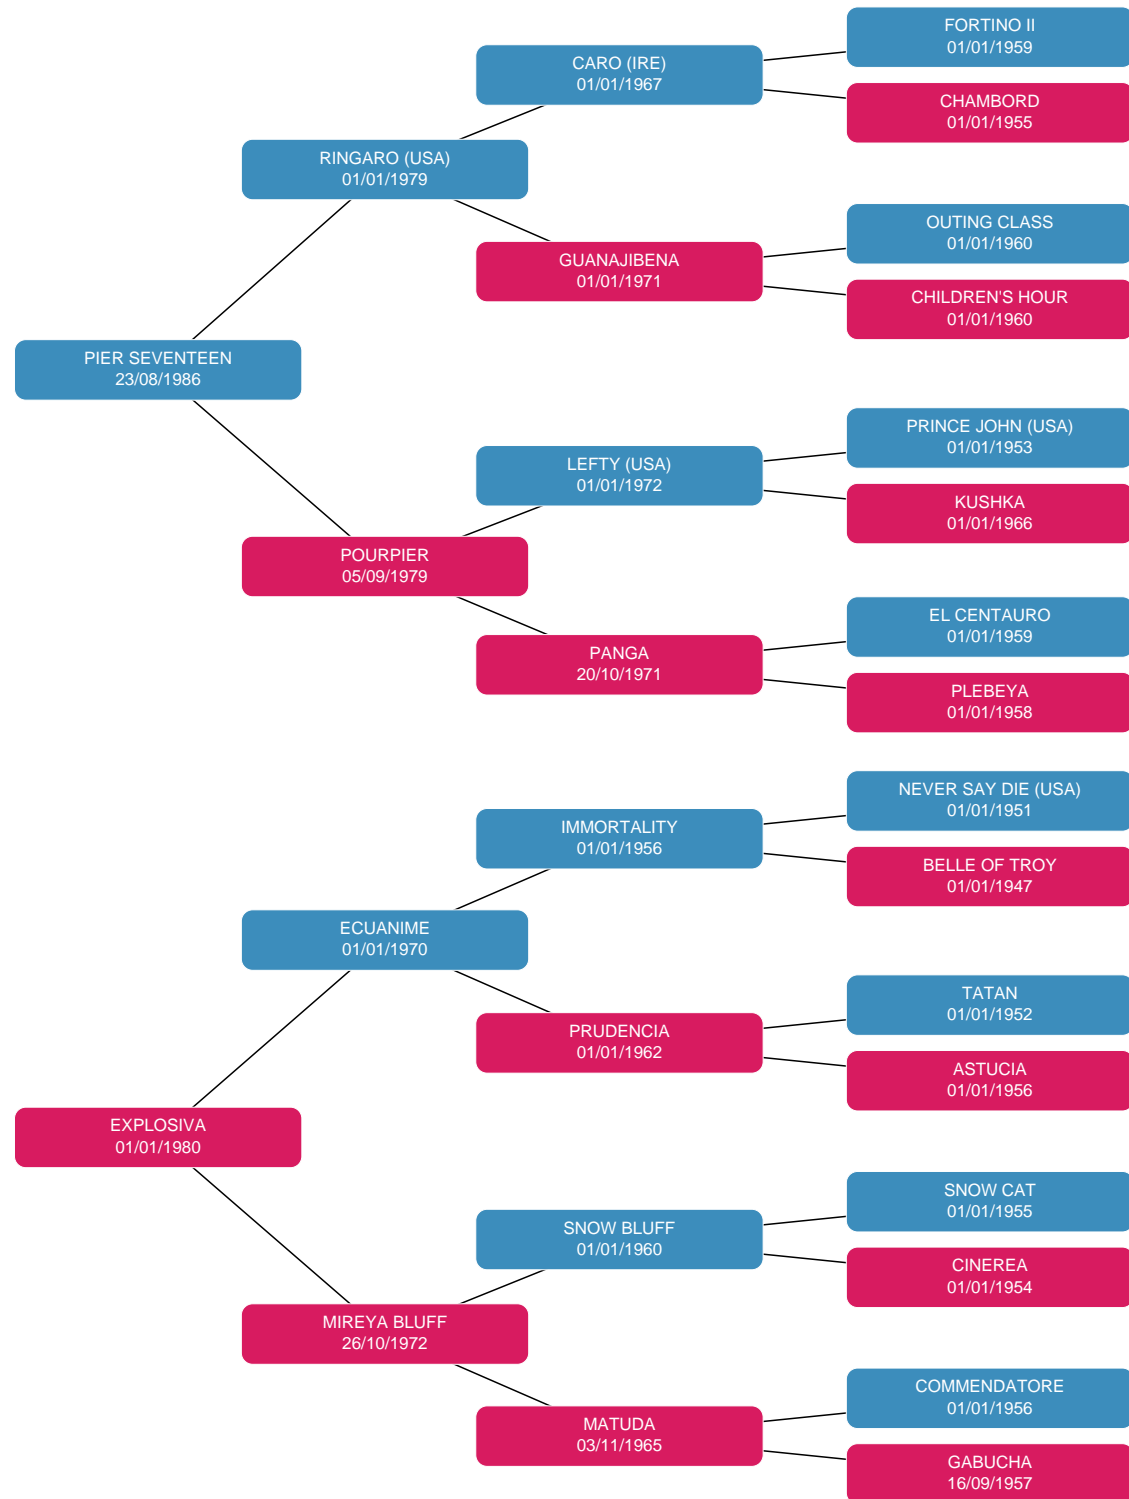 FORTINO II
01/01/1959
CARO (IRE)
01/01/1967
CHAMBORD
01/01/1955
RINGARO (USA)
01/01/1979
OUTING CLASS
01/01/1960
GUANAJIBENA
01/01/1971
CHILDREN'S HOUR
01/01/1960
PIER SEVENTEEN
23/08/1986
PRINCE JOHN (USA)
01/01/1953
LEFTY (USA)
01/01/1972
KUSHKA
01/01/1966
POURPIER
05/09/1979
EL CENTAURO
01/01/1959
PANGA
20/10/1971
PLEBEYA
01/01/1958
NEVER SAY DIE (USA)
01/01/1951
IMMORTALITY
01/01/1956
BELLE OF TROY
01/01/1947
ECUANIME
01/01/1970
TATAN
01/01/1952
PRUDENCIA
01/01/1962
ASTUCIA
01/01/1956
EXPLOSIVA
01/01/1980
SNOW CAT
01/01/1955
SNOW BLUFF
01/01/1960
CINEREA
01/01/1954
MIREYA BLUFF
26/10/1972
COMMENDATORE
01/01/1956
MATUDA
03/11/1965
GABUCHA
16/09/1957